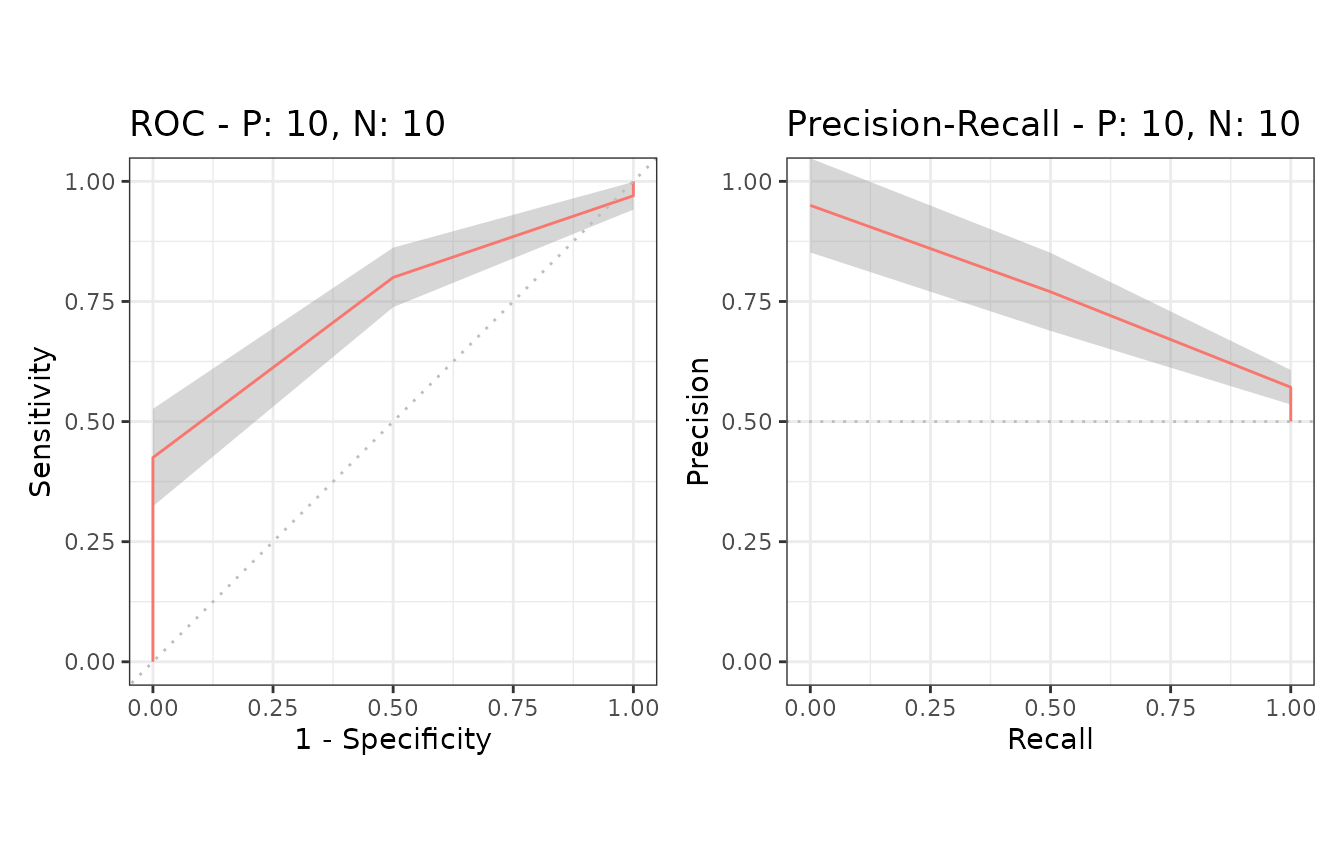 ROC - P: 10, N: 10
Sensitivity
1.00
0.75
0.50
0.25
0.00
0.00 0.25 0.50 0.75 1.00
1 - Specificity
Precision-Recall - P: 10, N: 10
Precision
1.00
0.75
0.50
0.25
0.00
0.00 0.25 0.50 0.75 1.00
Recall